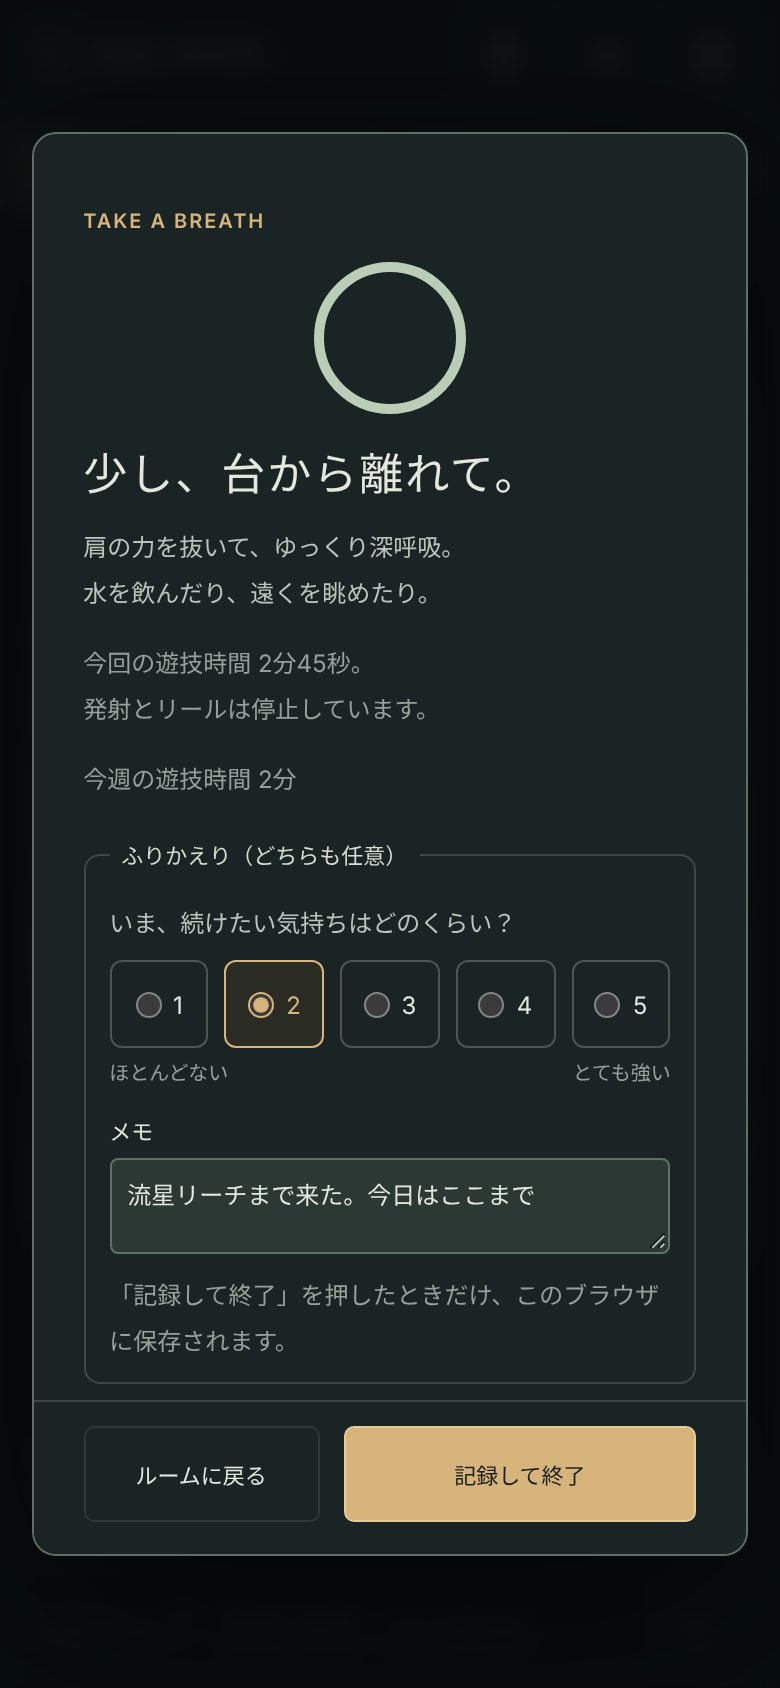 TAKE A BREATH
少し、台から離れて。
肩の力を抜いて、ゆっくり深呼吸。
水を飲んだり、遠くを眺めたり。
今回の遊技時間 2分45秒。
発射とリールは停止しています。
今週の遊技時間 2分
ふりかえり（どちらも任意）
いま、続けたい気持ちはどのくらい？
1 2 3 4 5
ほとんどない とても強い
メモ
流星リーチまで来た。今日はここまで
「記録して終了」を押したときだけ、このブラウザ
に保存されます。
ルームに戻る 記録して終了